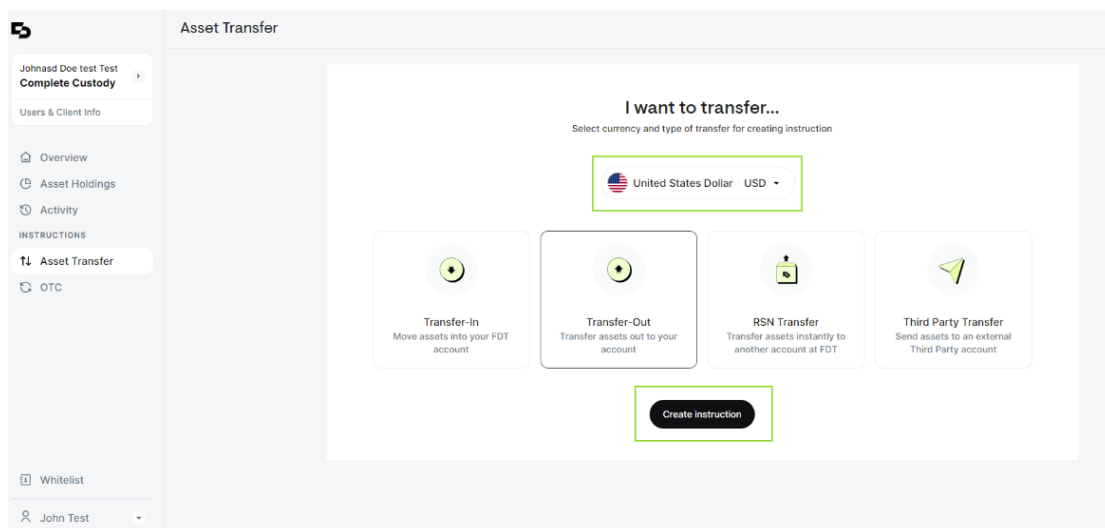 Asset Transfer
Johnasd Doe test Test
Complete Custody
Users & Client Info
Overview
Asset Holdings
Activity
INSTRUCTIONS
Asset Transfer
OTC
Whitelist
John Test
I want to transfer...
Select currency and type of transfer for creating instruction
United States Dollar USD
Transfer-In
Move assets into your FDT
account
Transfer-Out
Transfer assets out to your
account
RSN Transfer
Transfer assets instantly to
another account at FDT
Third Party Transfer
Send assets to an external
Third Party account
Create instruction